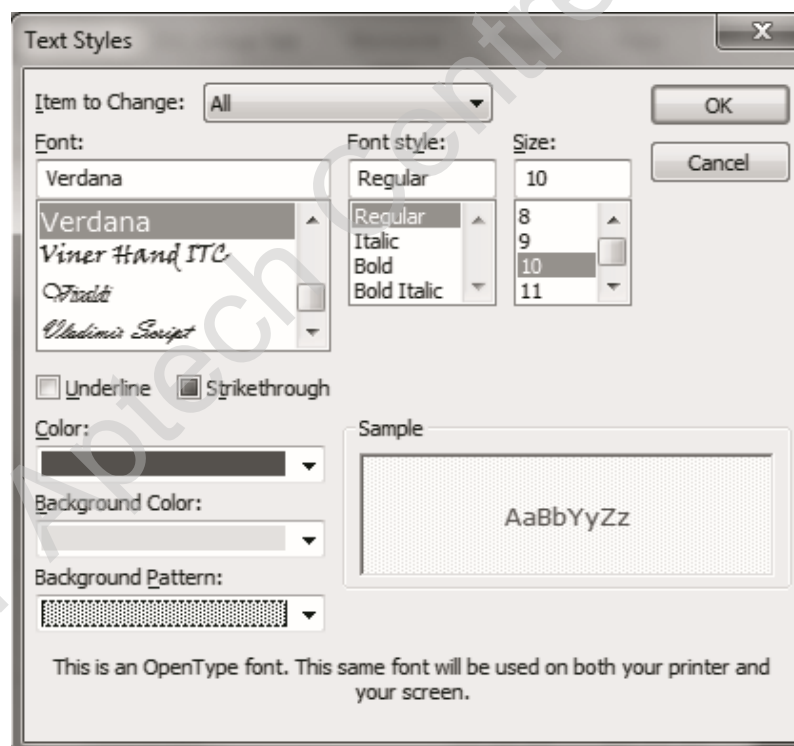 Text Styles
X
Item to Change: All
OK
Font: Font style: Size:
Cancel
Verdana Regular 10
Verdana Regular 8
Viner Hand ITC Italic 9
Vivaldi Bold 10
Vladimir Script Bold Italic 11
Underline Strikethrough
Color: Sample
Background Color:
AaBbYyZz
Background Pattern:
This is an OpenType font. This same font will be used on both your printer and
your screen.
Aptech Centre